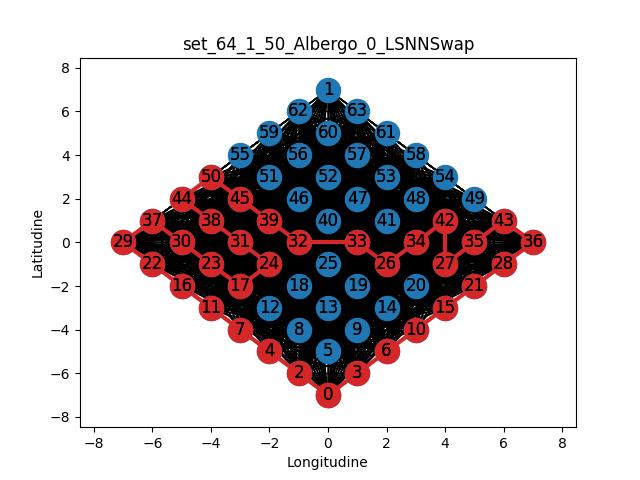 set_64_1_50_Albergo_0_LSNNSwap
8
6
4
2
0
−2
−4
−6
−8
Latitudine
1
62 63
59 60 61
55 56 57 58
50 51 52 53 54
44 45 46 47 48 49
37 38 39 40 41 42 43
29 30 31 32 33 34 35 36
22 23 24 25 26 27 28
16 17 18 19 20 21
11 12 13 14 15
7 8 9 10
4 5 6
2 3
0
−8 −6 −4 −2 0 2 4 6 8
Longitudine